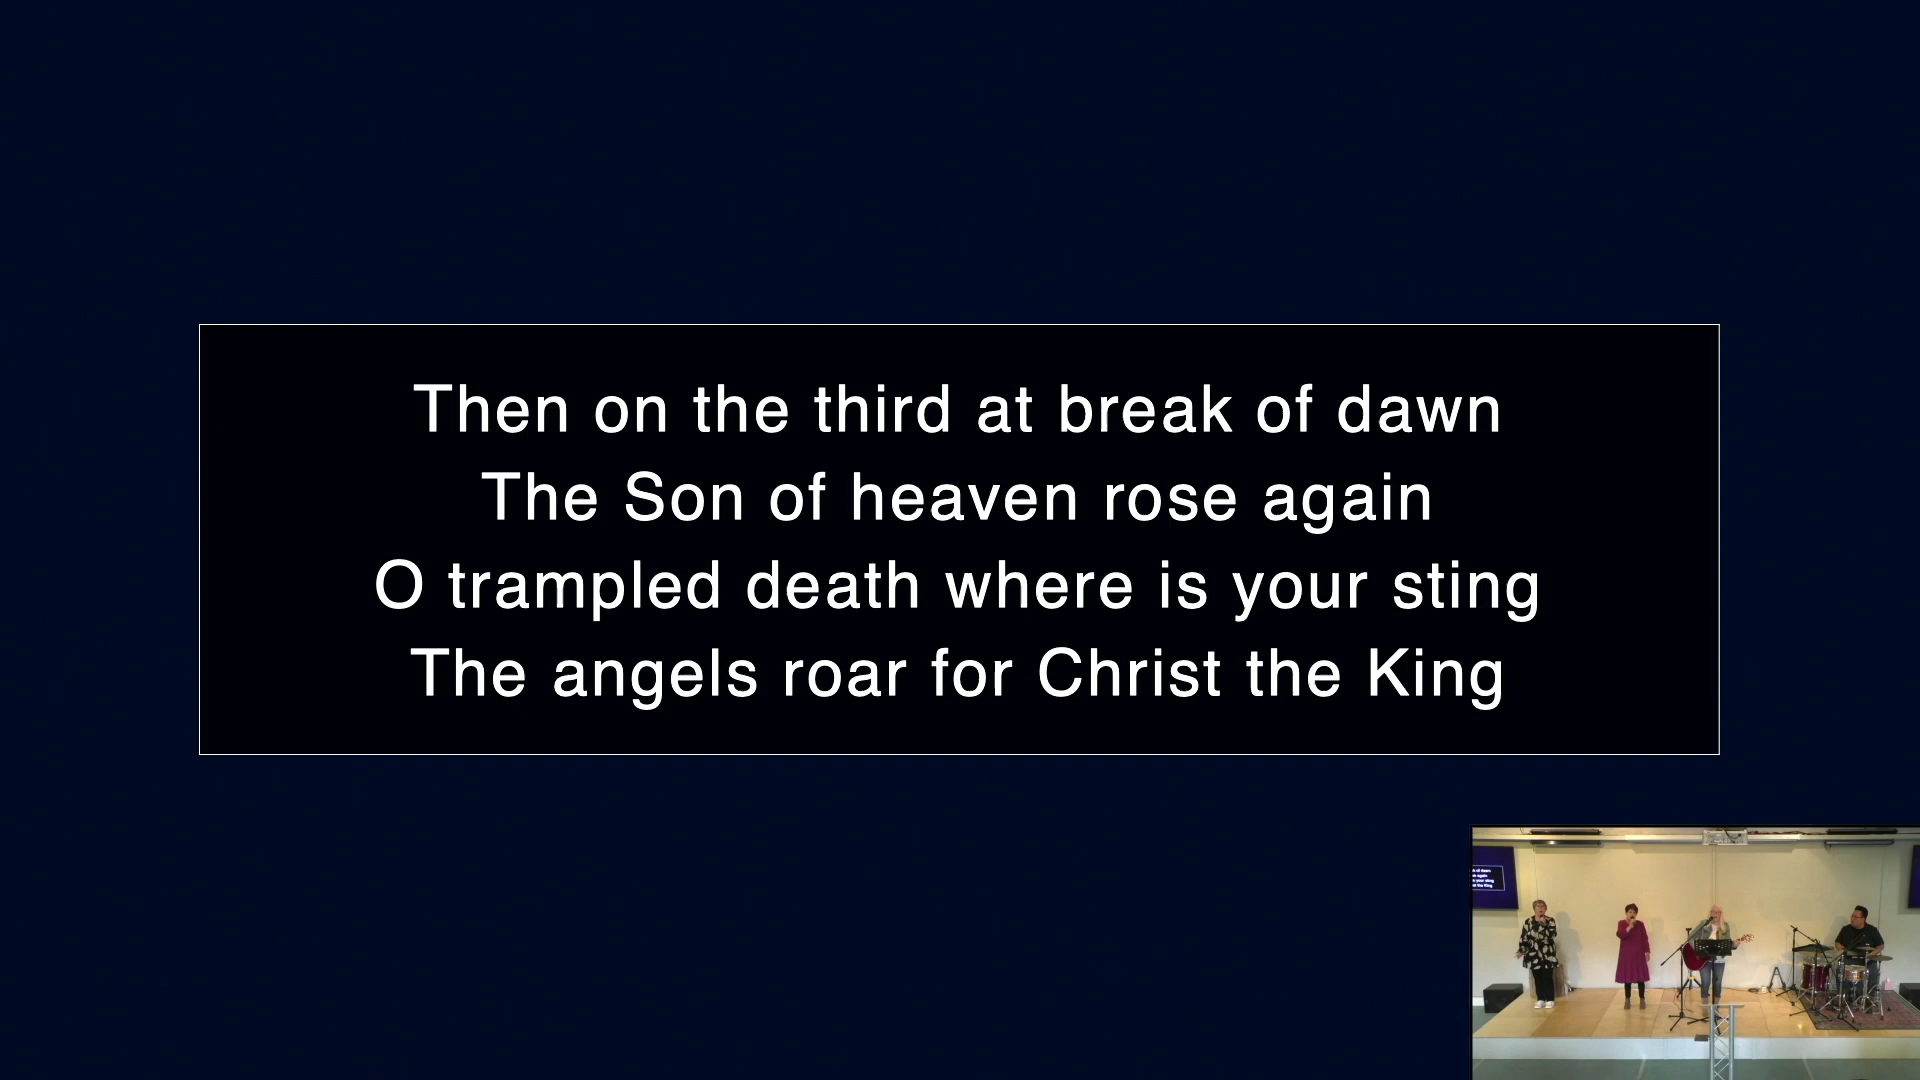 Then on the third at break of dawn
The Son of heaven rose again
O trampled death where is your sting
The angels roar for Christ the King